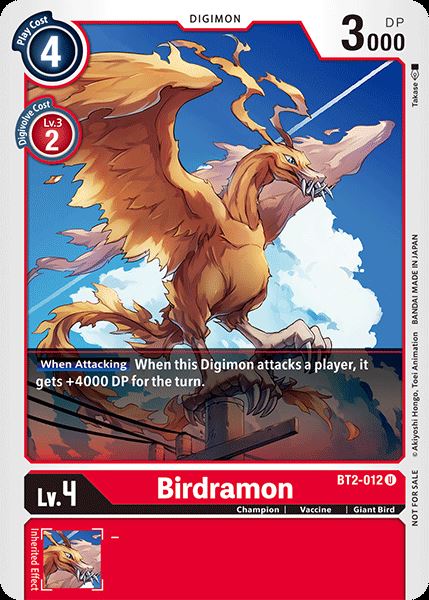 Play Cost
4
DIGIMON
DP
3000
Digivolve Cost
Lv.3
2
Takase
When Attacking When this Digimon attacks a player, it
gets +4000 DP for the turn.
© Akiyoshi Hongo, Toei Animation BANDAI MADE IN JAPAN
NOT FOR SALE
Lv.4
Birdramon
BT2-012 U
Champion | Vaccine | Giant Bird
Inherited Effect
–